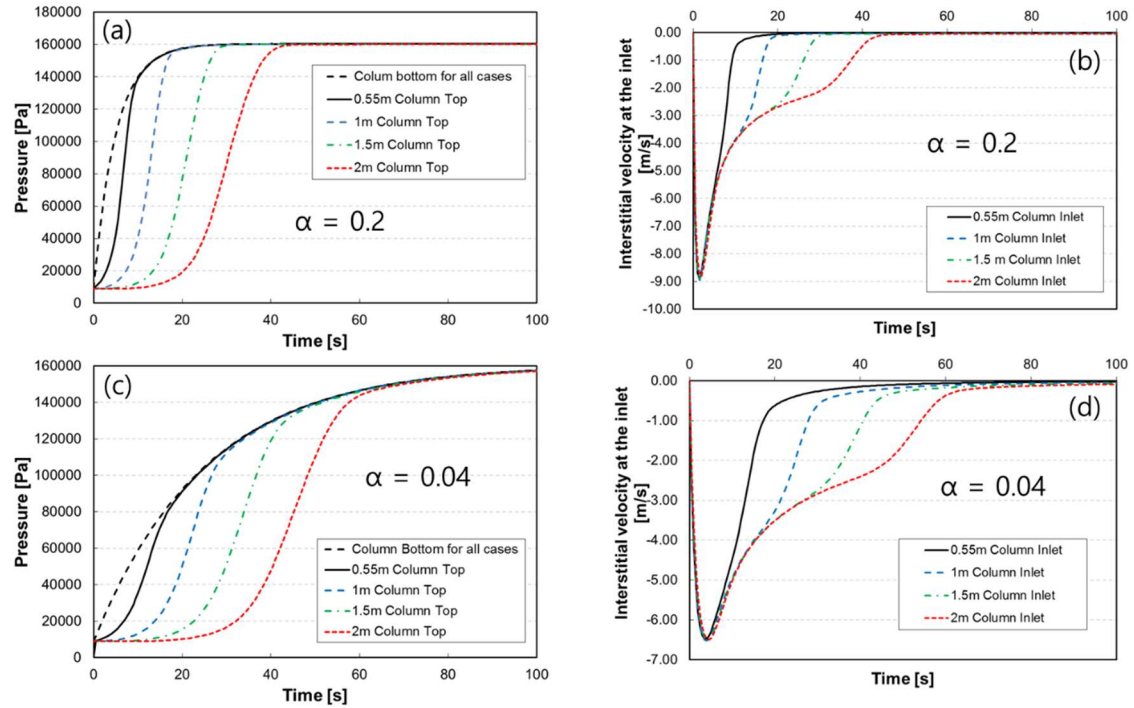 (a)
180000
160000
140000
120000
100000
80000
60000
40000
20000
0
Pressure [Pa]
Colum bottom for all cases
0.55m Column Top
1m Column Top
1.5m Column Top
2m Column Top
α = 0.2
0 20 40 60 80 100
Time [s]
0 20 40 60 80 100
0.00
-1.00
-2.00
-3.00
-4.00
-5.00
-6.00
-7.00
-8.00
-9.00
-10.00
Interstitial velocity at the inlet
[m/s]
(b)
α = 0.2
0.55m Column Inlet
1m Column Inlet
1.5 m Column Inlet
2m Column Inlet
Time [s]
(c)
160000
140000
120000
100000
80000
60000
40000
20000
0
Pressure [Pa]
α = 0.04
Column Bottom for all cases
0.55m Column Top
1m Column Top
1.5m Column Top
2m Column Top
0 20 40 60 80 100
Time [s]
0 20 40 60 80 100
0.00
-1.00
-2.00
-3.00
-4.00
-5.00
-6.00
-7.00
Interstitial velocity at the inlet
[m/s]
(d)
α = 0.04
0.55m Column Inlet
1m Column Inlet
1.5m Column Inlet
2m Column Inlet
Time [s]